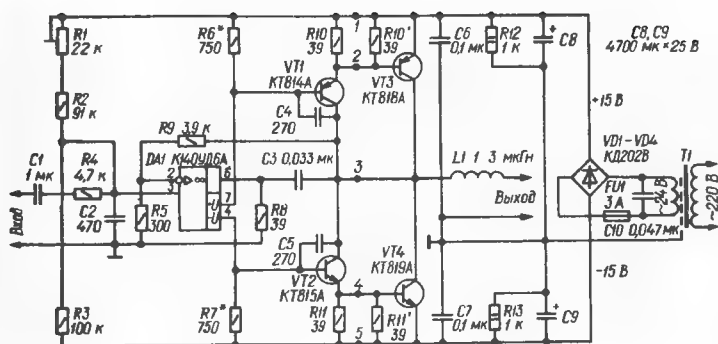 R1
22 к
R2
91 к
C1
1 мк
R4
4,7 к
C2
470
Вход
R3
100 к
R9 3,9 к
DA1 К140УД6А
2
3
6
7
4
∞
-U
U
R5
300
R6*
750
R7*
750
R8
39
C3 0,033 мк
C4
270
C5
270
VT1
КТ814А
VT2
КТ815А
R10
39
R10'
39
R11
39
R11'
39
1
2
3
4
5
VT3
КТ818А
VT4
КТ819А
L1 1 3 мкГн
Выход
C6
0,1 мк
C7
0,1 мк
R12
1 к
R13
1 к
+
C8
+
C9
C8, C9
4700 мк × 25 В
+15 В
-15 В
VD1-VD4
КД202В
FU1
3 А
C10 0,047 мк
~24 В
T1
~220 В